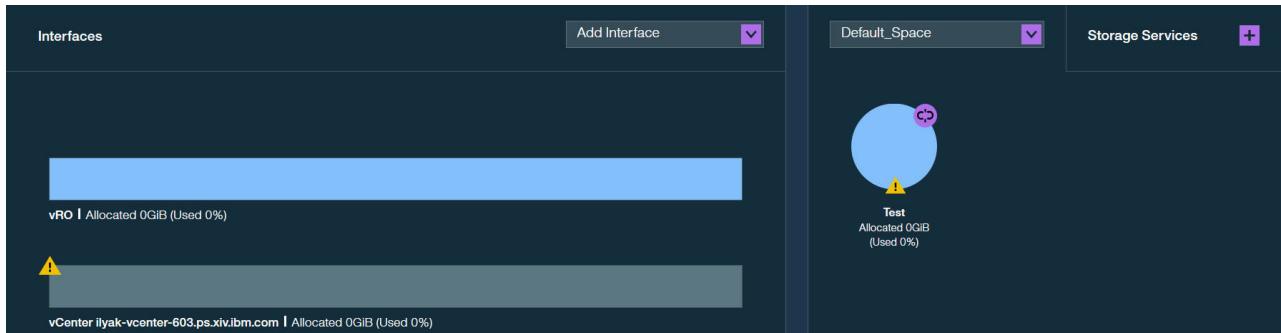 Interfaces
Add Interface
Default_Space
Storage Services
vRO | Allocated 0GiB (Used 0%)
vCenter ilyak-vcenter-603.ps.xiv.ibm.com | Allocated 0GiB (Used 0%)
Test
Allocated 0GiB
(Used 0%)